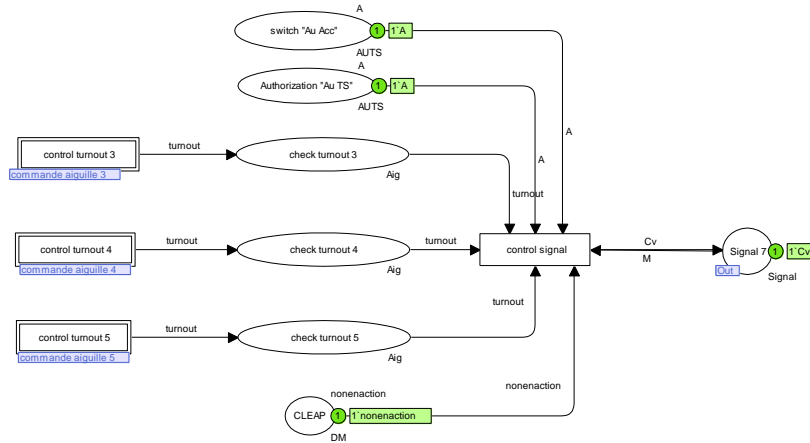 A
switch "Au Acc"
1
1`A
AUTS
A
Authorization "Au TS"
1
1`A
AUTS
A
A
control turnout 3
commande aiguille 3
turnout
check turnout 3
Aig
turnout
control turnout 4
commande aiguille 4
turnout
check turnout 4
Aig
turnout
control signal
Cv
M
Signal 7
1
1`Cv
Out
Signal
control turnout 5
commande aiguille 5
turnout
check turnout 5
Aig
turnout
nonenaction
nonenaction
CLEAP
1
1`nonenaction
DM